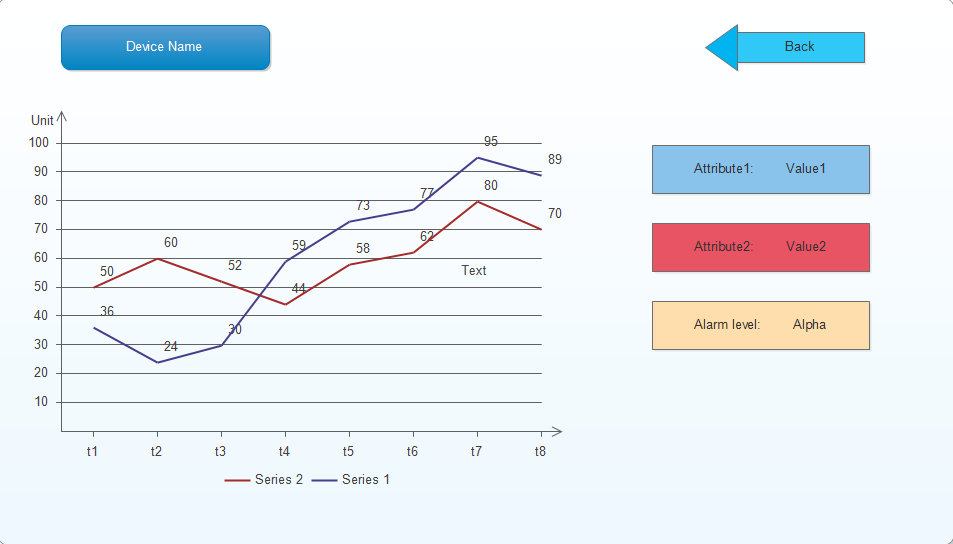 Device Name
Back
Unit
100
90
80
70
60
50
40
30
20
10
50
60
52
44
58
62
80
70
36
24
30
59
73
77
95
89
Text
t1 t2 t3 t4 t5 t6 t7 t8
Series 2 Series 1
Attribute1: Value1
Attribute2: Value2
Alarm level: Alpha